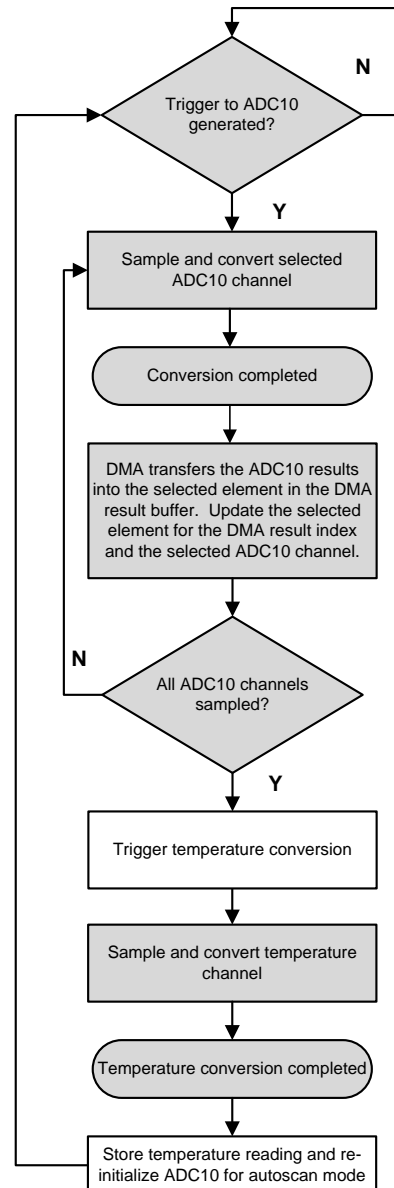 N
Trigger to ADC10
generated?
Y
Sample and convert selected
ADC10 channel
Conversion completed
DMA transfers the ADC10 results
into the selected element in the DMA
result buffer.  Update the selected
element for the DMA result index
and the selected ADC10 channel.
N
All ADC10 channels
sampled?
Y
Trigger temperature conversion
Sample and convert temperature
channel
Temperature conversion completed
Store temperature reading and re-
initialize ADC10 for autoscan mode